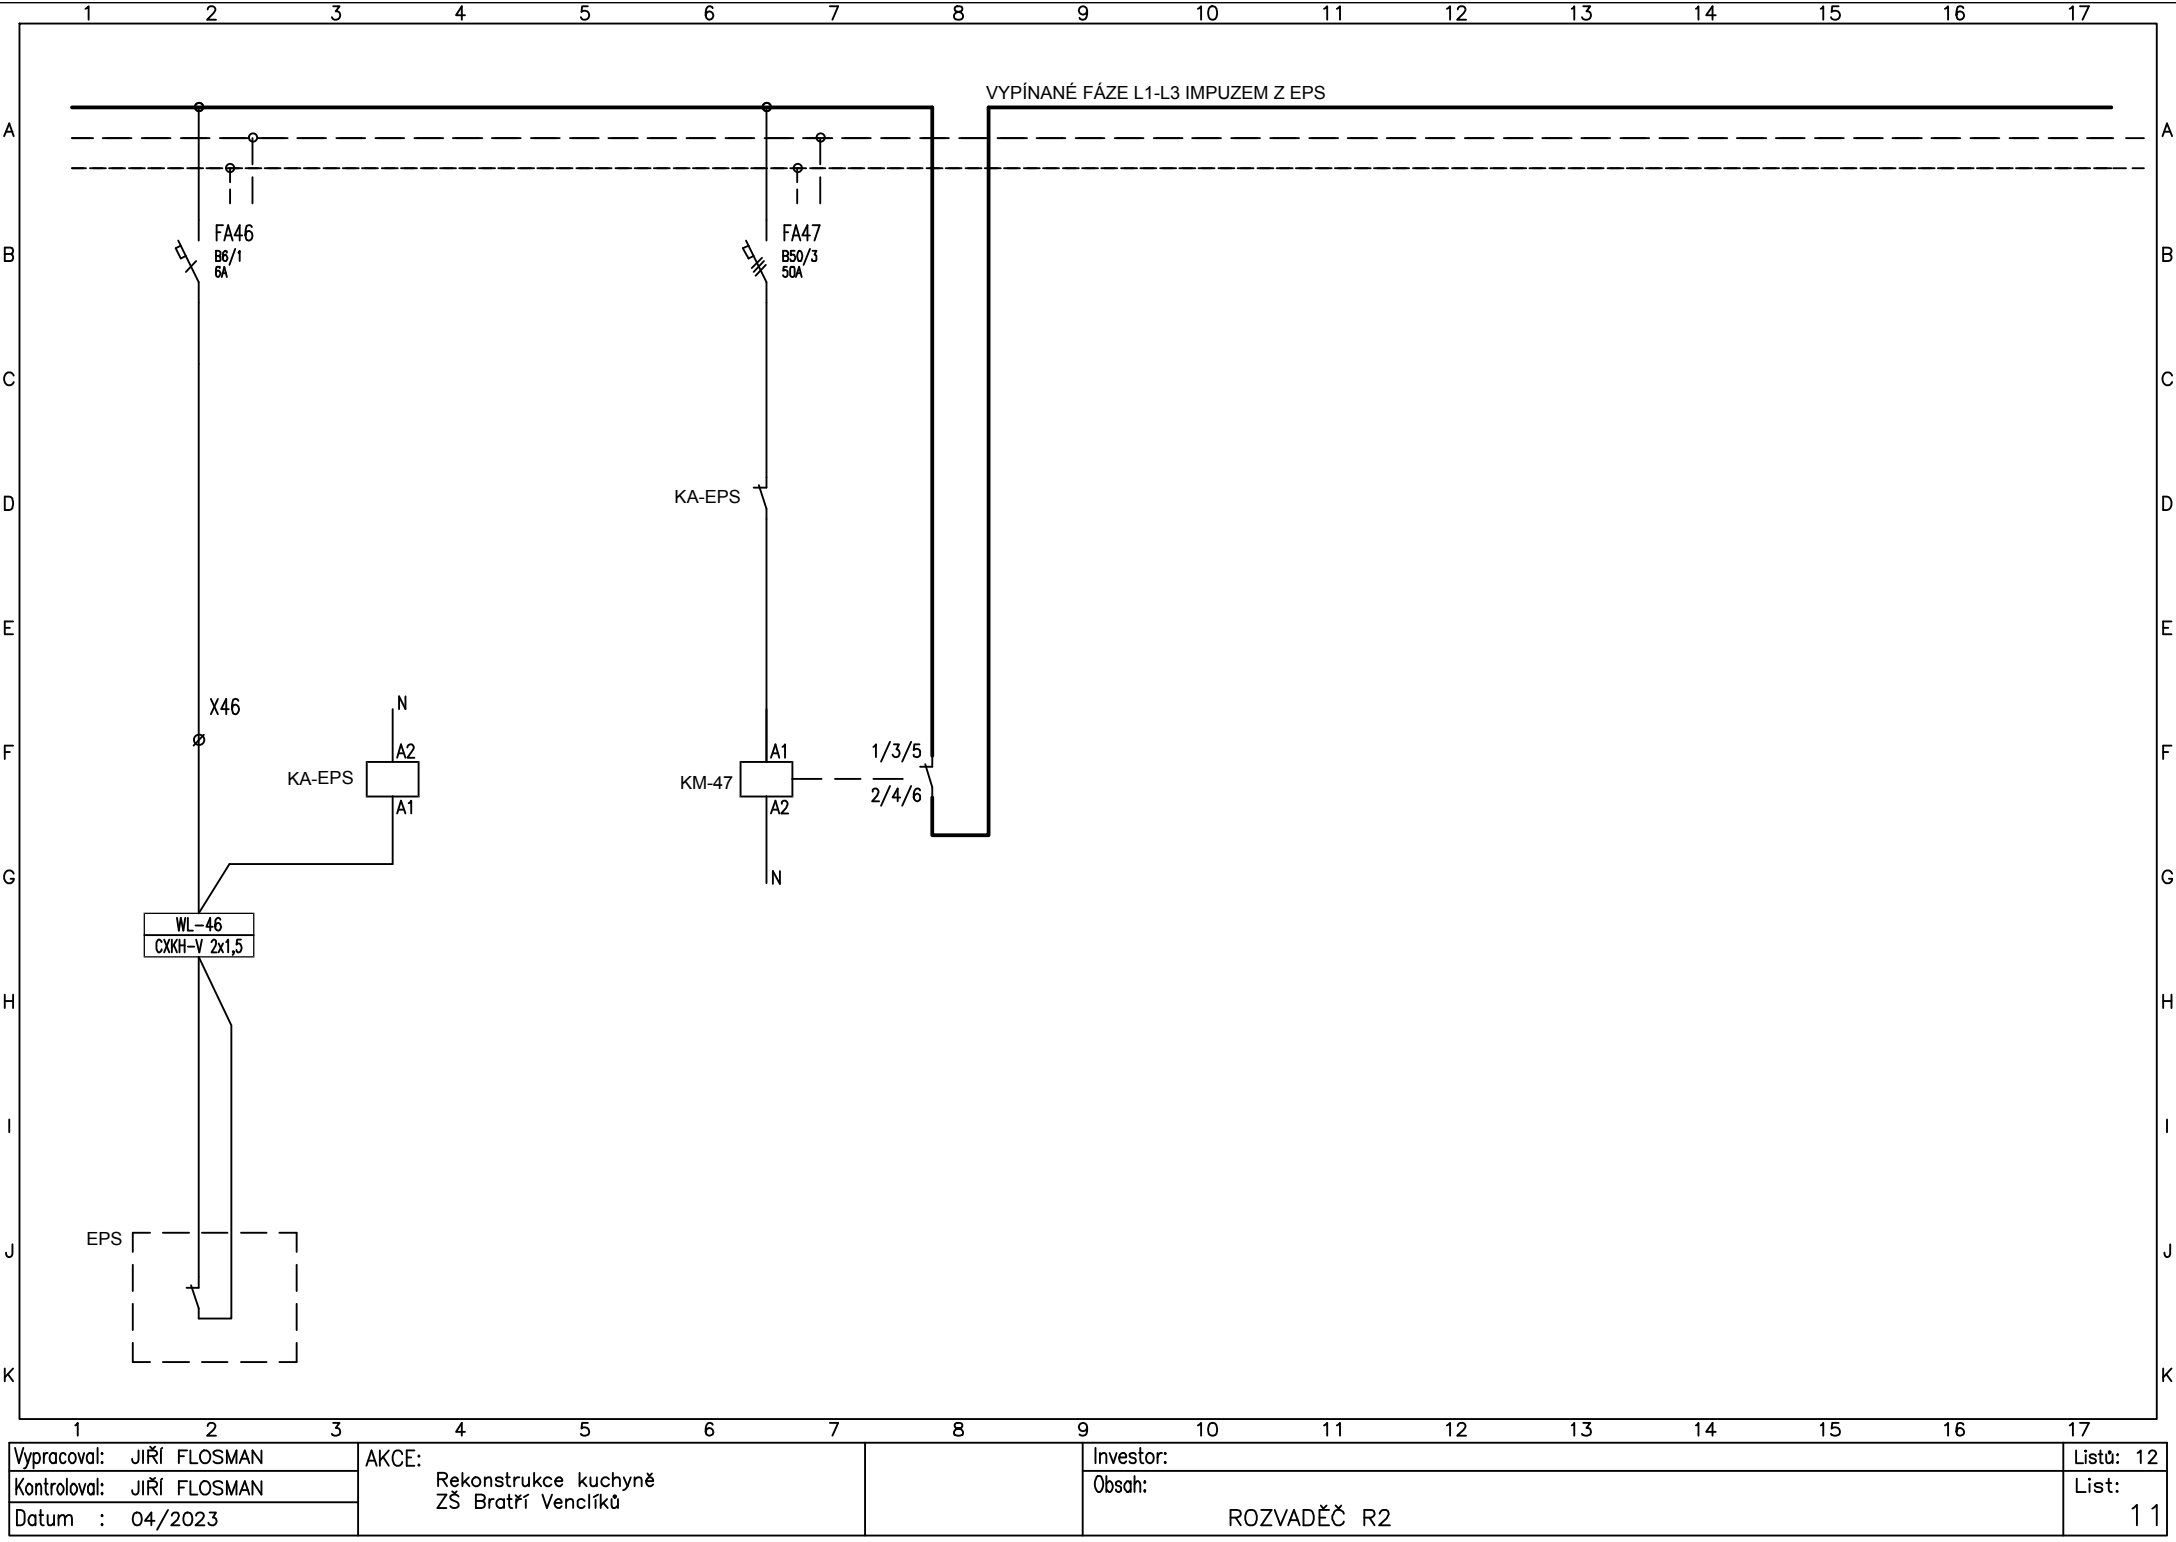 1 2 3 4 5 6 7 8 9 10 11 12 13 14 15 16 17
VYPÍNANÉ FÁZE L1-L3 IMPUZEM Z EPS
A A
FA46 FA47
B B6/1 B50/3 B
6A 50A
C C
KA-EPS
D D
E E
X46 N
F A2 A1 1/3/5 F
KA-EPS KM-47
A1 A2 2/4/6
G N G
WL-46
CXKH-V 2x1,5
H H
I I
EPS
J J
K K
1 2 3 4 5 6 7 8 9 10 11 12 13 14 15 16 17
Vypracoval: JIŘÍ FLOSMAN
Kontroloval: JIŘÍ FLOSMAN
Datum : 04/2023
AKCE:
Rekonstrukce kuchyně
ZŠ Bratří Venclíků
Investor:
Obsah:
ROZVADĚČ R2
Listů: 12
List:
11